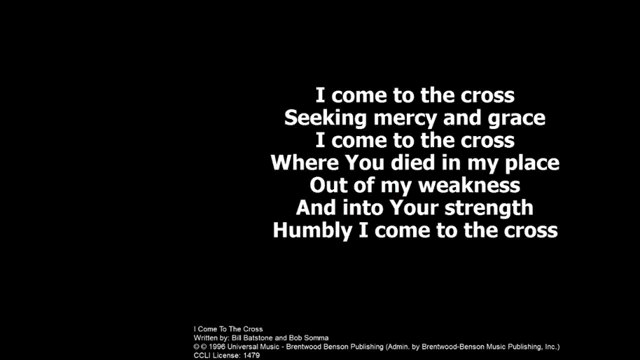 I come to the cross
Seeking mercy and grace
I come to the cross
Where You died in my place
Out of my weakness
And into Your strength
Humbly I come to the cross
I Come To The Cross
Written by: Bill Batstone and Bob Somma
© © 1996 Universal Music - Brentwood Benson Publishing (Admin. by Brentwood-Benson Music Publishing, Inc.)
CCLI License: 1479